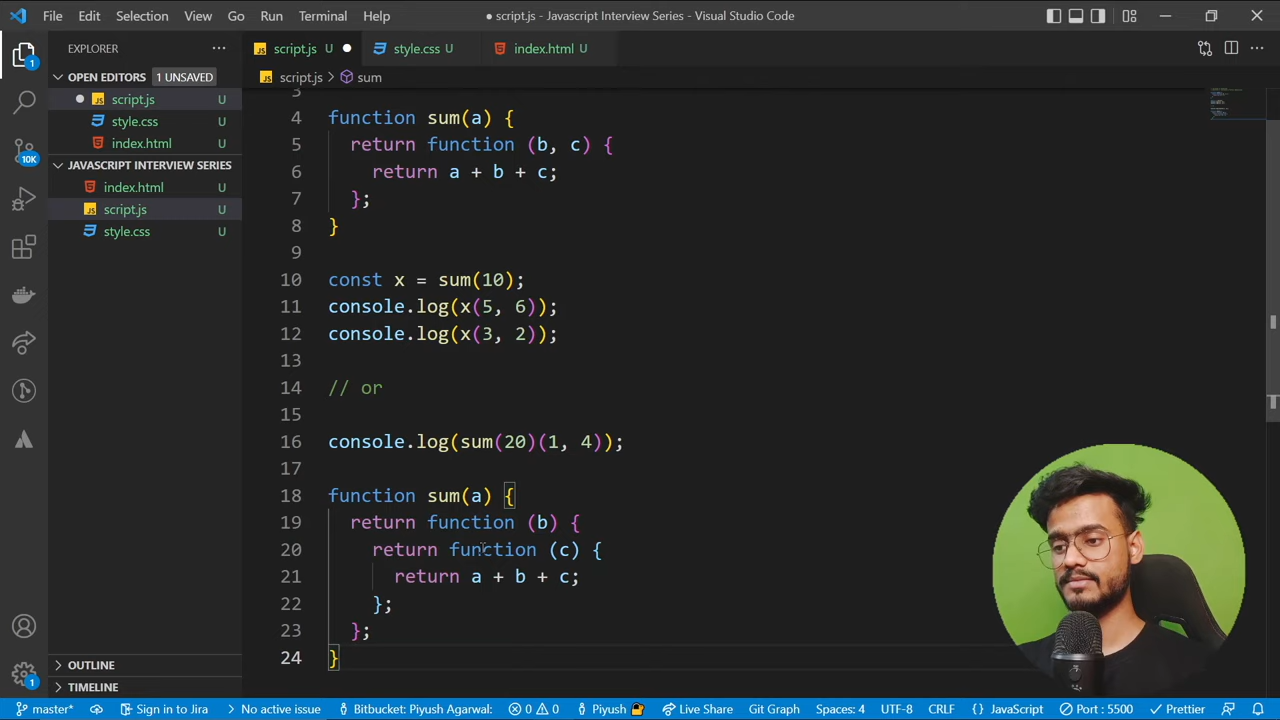 File Edit Selection View Go Run Terminal Help
● script.js - Javascript Interview Series - Visual Studio Code
EXPLORER
OPEN EDITORS 1 UNSAVED
script.js U
style.css U
index.html U
JAVASCRIPT INTERVIEW SERIES
index.html U
script.js U
style.css U
OUTLINE
TIMELINE
1
10K
1
script.js U
style.css U
index.html U
script.js > sum
3
4 function sum(a) {
5 return function (b, c) {
6 return a + b + c;
7 };
8 }
9
10 const x = sum(10);
11 console.log(x(5, 6));
12 console.log(x(3, 2));
13
14 // or
15
16 console.log(sum(20)(1, 4));
17
18 function sum(a) {
19 return function (b) {
20 return function (c) {
21 return a + b + c;
22 };
23 };
24 }
master* Sign in to Jira No active issue Bitbucket: Piyush Agarwal: 0 0 Piyush Live Share Git Graph Spaces: 4 UTF-8 CRLF {} JavaScript Port : 5500 Prettier